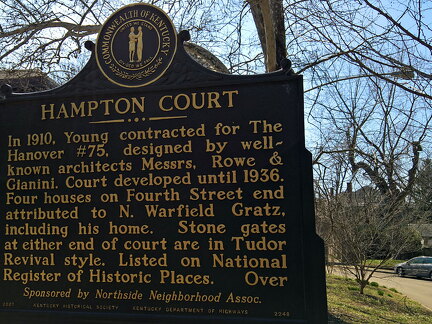 COMMONWEALTH OF KENTUCKY
HAMPTON COURT
In 1910, Young contracted for The
Hanover #75, designed by well-
known architects Messrs, Rowe &
Gianini. Court developed until 1936.
Four houses on Fourth Street end
attributed to N. Warfield Gratz,
including his home. Stone gates
at either end of court are in Tudor
Revival style. Listed on National
Register of Historic Places. Over
Sponsored by Northside Neighborhood Assoc.
2007 KENTUCKY HISTORICAL SOCIETY KENTUCKY DEPARTMENT OF HIGHWAYS 2248